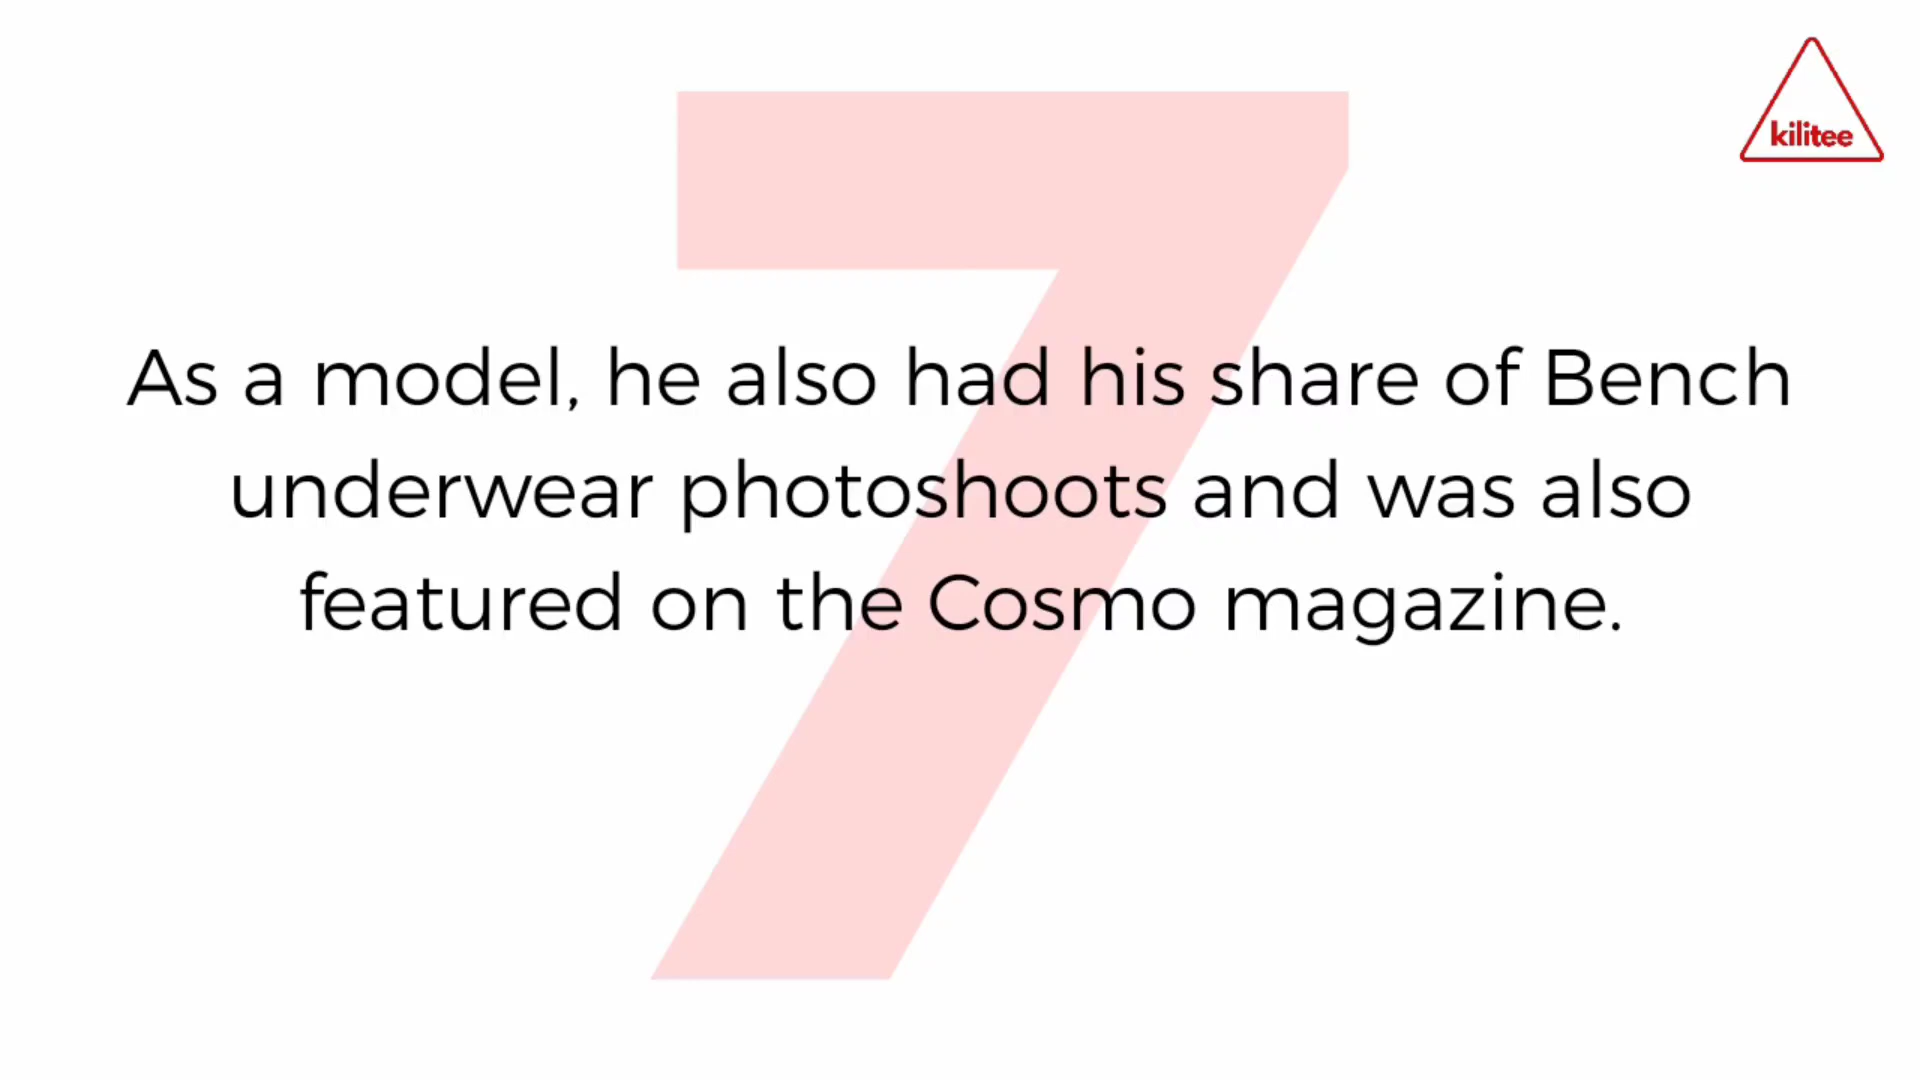 kilitee
7
As a model, he also had his share of Bench
underwear photoshoots and was also
featured on the Cosmo magazine.